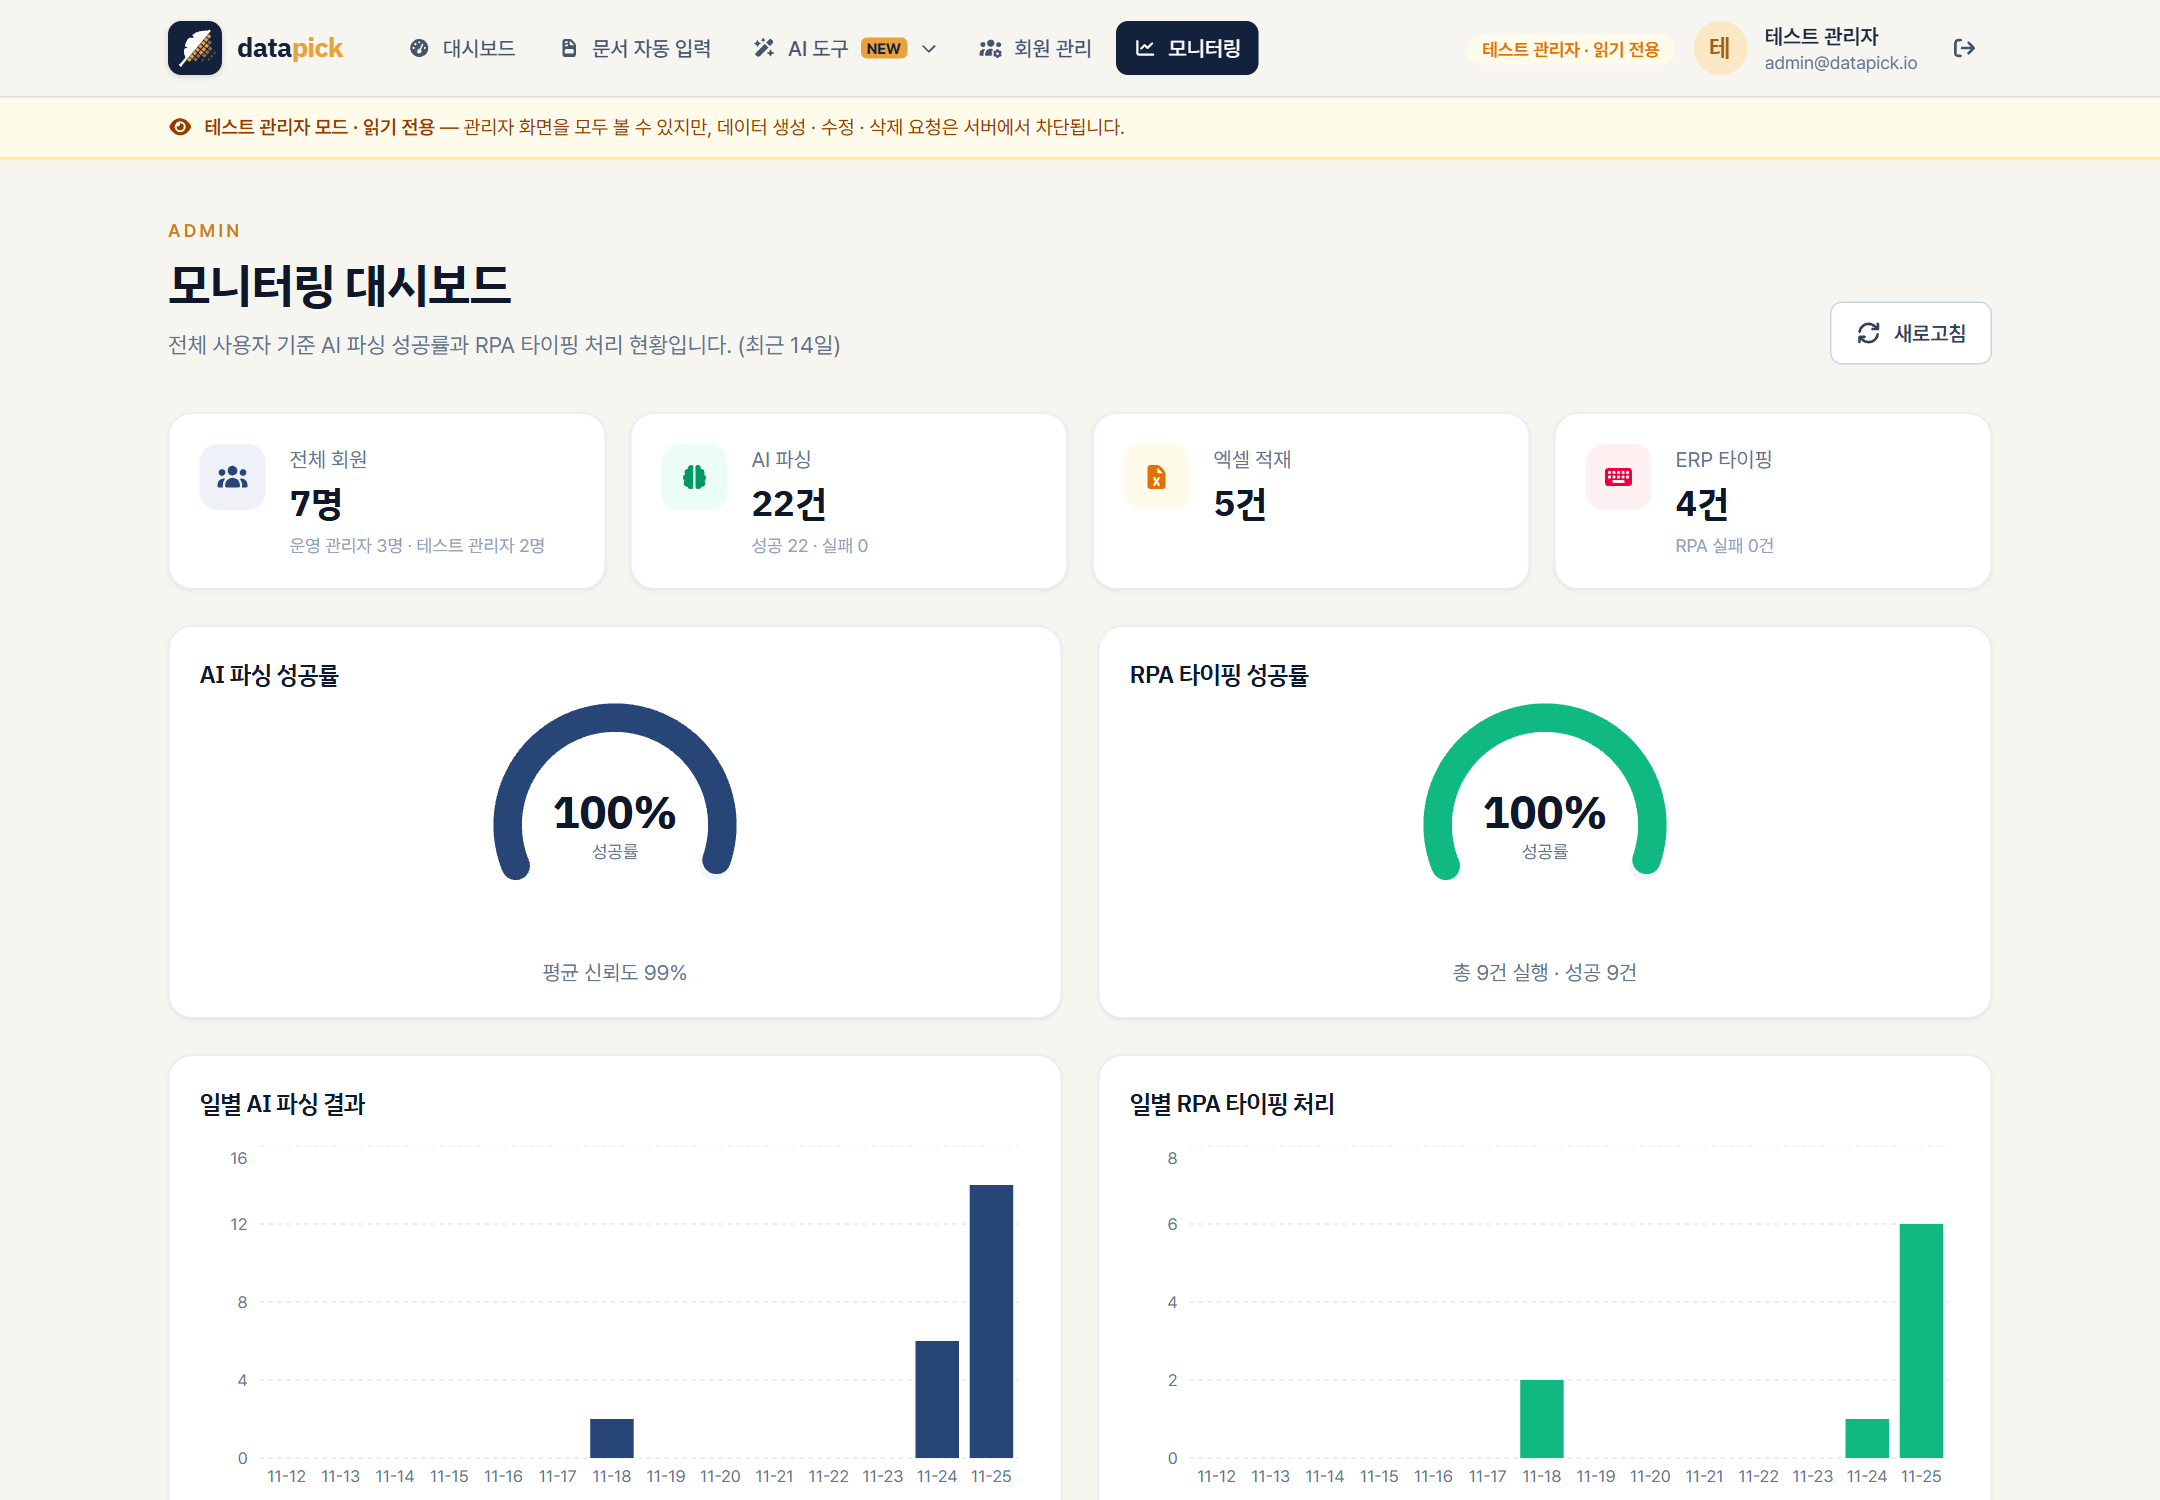 datapick
대시보드
문서 자동 입력
AI 도구 NEW
회원 관리
모니터링
테스트 관리자 · 읽기 전용
테
테스트 관리자
admin@datapick.io
테스트 관리자 모드 · 읽기 전용 — 관리자 화면을 모두 볼 수 있지만, 데이터 생성 · 수정 · 삭제 요청은 서버에서 차단됩니다.
ADMIN
모니터링 대시보드
전체 사용자 기준 AI 파싱 성공률과 RPA 타이핑 처리 현황입니다. (최근 14일)
새로고침
전체 회원
7명
운영 관리자 3명 · 테스트 관리자 2명
AI 파싱
22건
성공 22 · 실패 0
엑셀 적재
5건
ERP 타이핑
4건
RPA 실패 0건
AI 파싱 성공률
100%
성공률
평균 신뢰도 99%
RPA 타이핑 성공률
100%
성공률
총 9건 실행 · 성공 9건
일별 AI 파싱 결과
16
12
8
4
0
11-12 11-13 11-14 11-15 11-16 11-17 11-18 11-19 11-20 11-21 11-22 11-23 11-24 11-25
일별 RPA 타이핑 처리
8
6
4
2
0
11-12 11-13 11-14 11-15 11-16 11-17 11-18 11-19 11-20 11-21 11-22 11-23 11-24 11-25